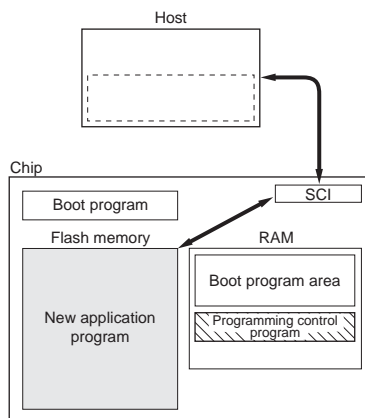 Host
Chip
SCI
Boot program
Flash memory
RAM
Boot program area
New application
program
Programming control
program